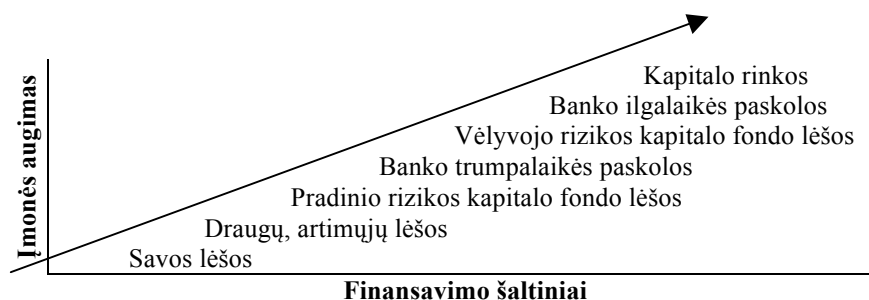 Įmonės augimas
Kapitalo rinkos
Banko ilgalaikės paskolos
Vėlyvojo rizikos kapitalo fondo lėšos
Banko trumpalaikės paskolos
Pradinio rizikos kapitalo fondo lėšos
Draugų, artimųjų lėšos
Savos lėšos
Finansavimo šaltiniai